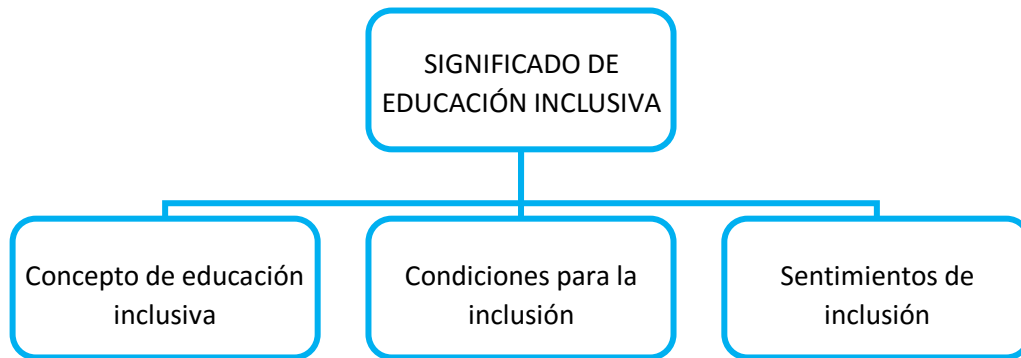 SIGNIFICADO DE
EDUCACIÓN INCLUSIVA
Concepto de educación
inclusiva
Condiciones para la
inclusión
Sentimientos de
inclusión